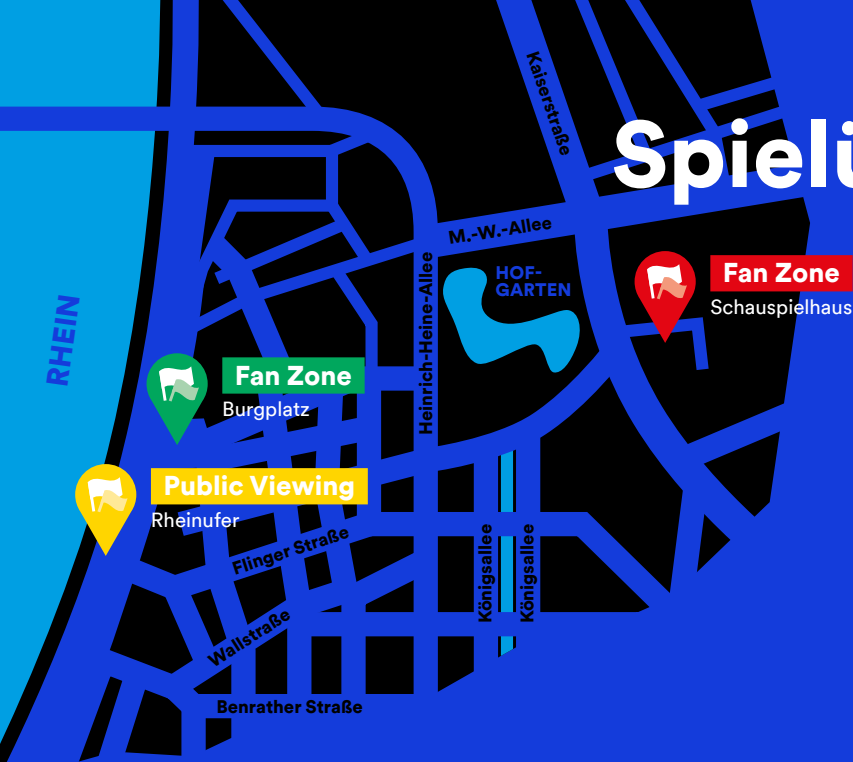 Kaiserstraße
Spielü
M.-W.-Allee
HOF-
GARTEN
Fan Zone
Schauspielhaus
Heinrich-Heine-Allee
RHEIN
Fan Zone
Burgplatz
Public Viewing
Rheinufer
Flinger Straße
Königsallee
Königsallee
Wallstraße
Benrather Straße